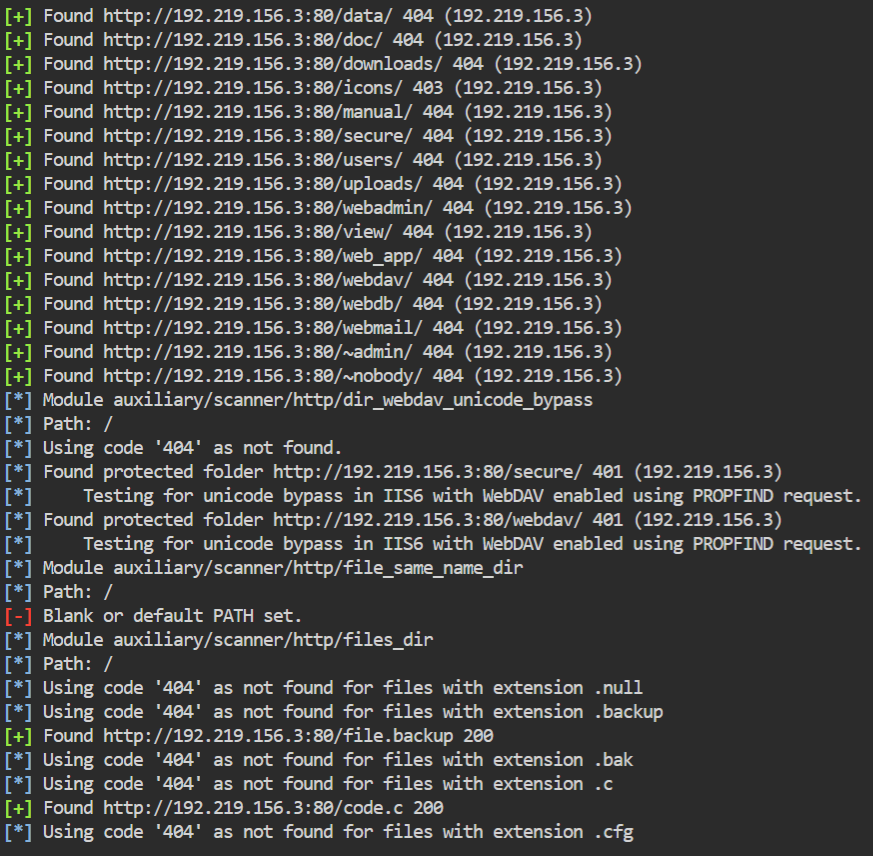 [+] Found http://192.219.156.3:80/data/ 404 (192.219.156.3)
[+] Found http://192.219.156.3:80/doc/ 404 (192.219.156.3)
[+] Found http://192.219.156.3:80/downloads/ 404 (192.219.156.3)
[+] Found http://192.219.156.3:80/icons/ 403 (192.219.156.3)
[+] Found http://192.219.156.3:80/manual/ 404 (192.219.156.3)
[+] Found http://192.219.156.3:80/secure/ 404 (192.219.156.3)
[+] Found http://192.219.156.3:80/users/ 404 (192.219.156.3)
[+] Found http://192.219.156.3:80/uploads/ 404 (192.219.156.3)
[+] Found http://192.219.156.3:80/webadmin/ 404 (192.219.156.3)
[+] Found http://192.219.156.3:80/view/ 404 (192.219.156.3)
[+] Found http://192.219.156.3:80/web_app/ 404 (192.219.156.3)
[+] Found http://192.219.156.3:80/webdav/ 404 (192.219.156.3)
[+] Found http://192.219.156.3:80/webdb/ 404 (192.219.156.3)
[+] Found http://192.219.156.3:80/webmail/ 404 (192.219.156.3)
[+] Found http://192.219.156.3:80/~admin/ 404 (192.219.156.3)
[+] Found http://192.219.156.3:80/~nobody/ 404 (192.219.156.3)
[*] Module auxiliary/scanner/http/dir_webdav_unicode_bypass
[*] Path: /
[*] Using code '404' as not found.
[*] Found protected folder http://192.219.156.3:80/secure/ 401 (192.219.156.3)
[*]     Testing for unicode bypass in IIS6 with WebDAV enabled using PROPFIND request.
[*] Found protected folder http://192.219.156.3:80/webdav/ 401 (192.219.156.3)
[*]     Testing for unicode bypass in IIS6 with WebDAV enabled using PROPFIND request.
[*] Module auxiliary/scanner/http/file_same_name_dir
[*] Path: /
[-] Blank or default PATH set.
[*] Module auxiliary/scanner/http/files_dir
[*] Path: /
[*] Using code '404' as not found for files with extension .null
[*] Using code '404' as not found for files with extension .backup
[+] Found http://192.219.156.3:80/file.backup 200
[*] Using code '404' as not found for files with extension .bak
[*] Using code '404' as not found for files with extension .c
[+] Found http://192.219.156.3:80/code.c 200
[*] Using code '404' as not found for files with extension .cfg